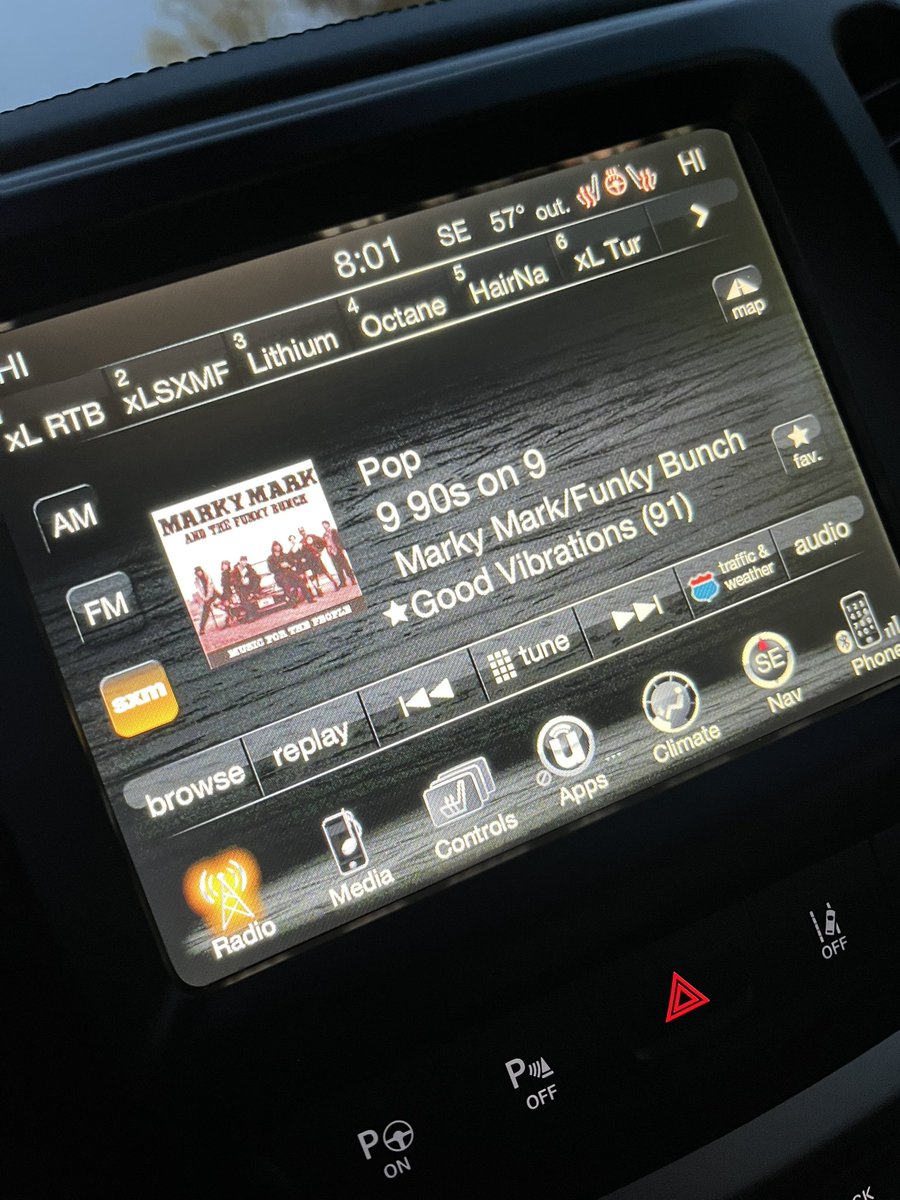 8:01 SE 57° out. HI
HI
xL RTB
2 xLSXMF
3 Lithium
4 Octane
5 HairNa
6 xL Tur
map
AM
FM
sxm
MARKY MARK
AND THE FUNKY BUNCH
MUSIC FOR THE PEOPLE
Pop
9 90s on 9
Marky Mark/Funky Bunch
Good Vibrations (91)
fav.
browse
replay
tune
traffic &
weather
audio
Radio
Media
Controls
Apps
Climate
SE
Nav
Phone
P ON
P OFF
OFF